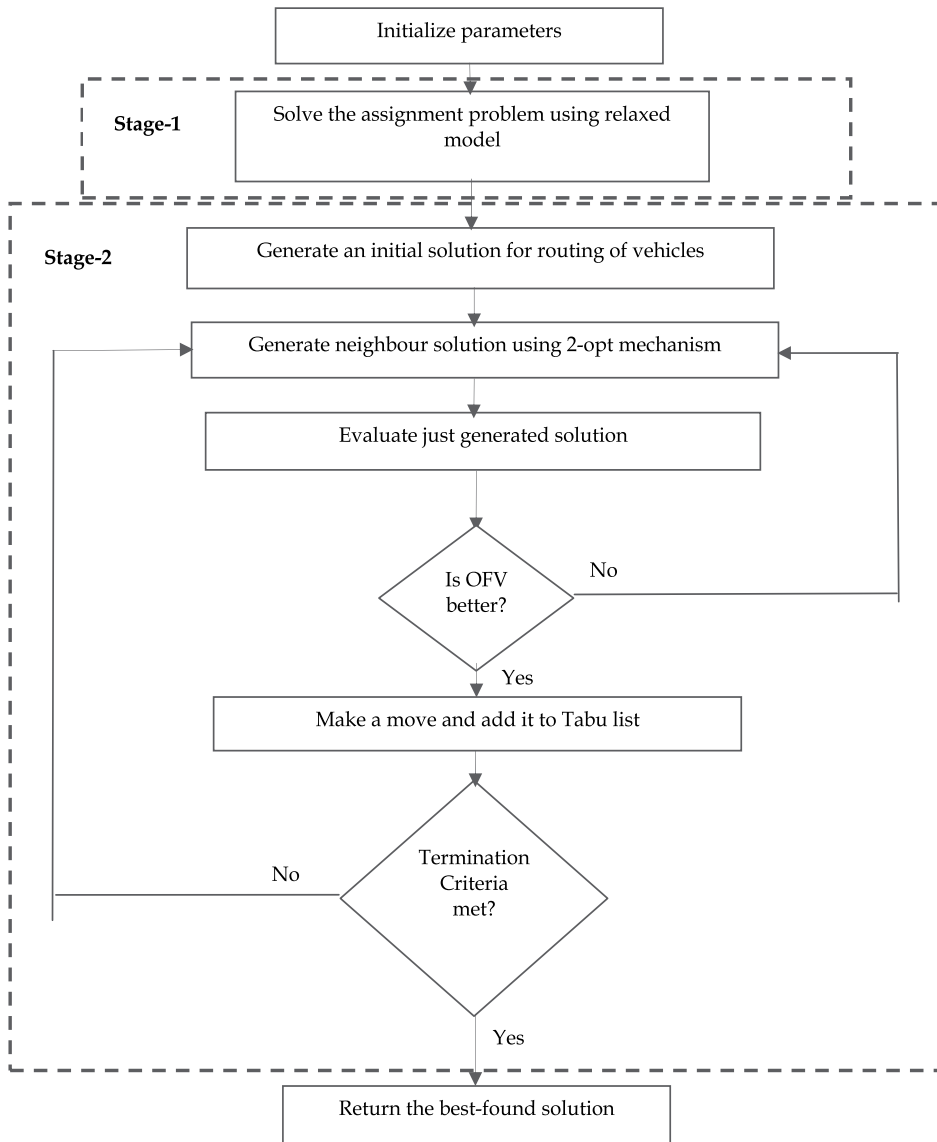 Initialize parameters
Stage-1
Solve the assignment problem using relaxed
model
Stage-2
Generate an initial solution for routing of vehicles
Generate neighbour solution using 2-opt mechanism
Evaluate just generated solution
Is OFV
better?
No
Yes
Make a move and add it to Tabu list
Termination
Criteria
met?
No
Yes
Return the best-found solution